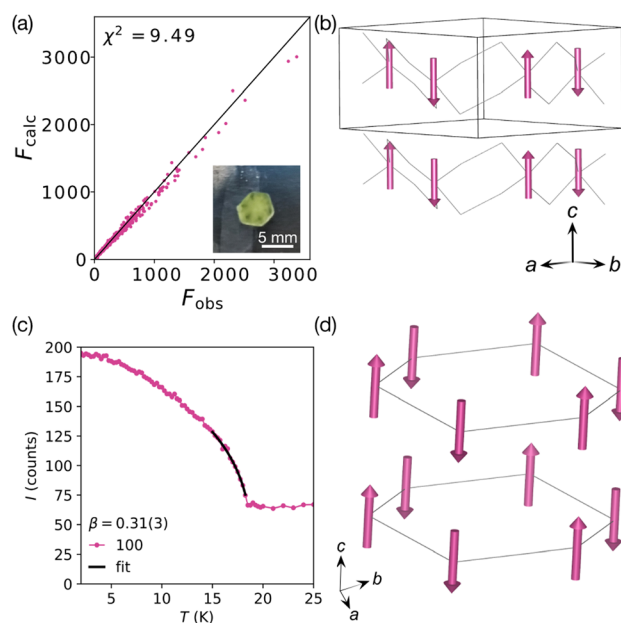 (a)
χ² = 9.49
3000
2000
1000
0
F_calc
0
1000
2000
3000
F_obs
5 mm
(b)
c
a
b
(c)
200
175
150
125
100
75
50
25
0
I (counts)
β = 0.31(3)
100
fit
5
10
15
20
25
T (K)
(d)
c
b
a